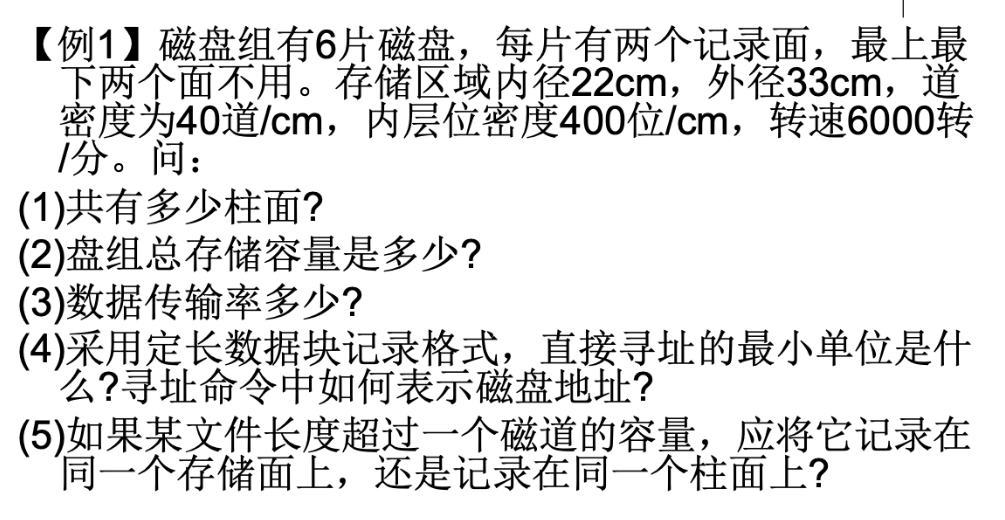 【例1】磁盘组有6片磁盘，每片有两个记录面，最上最
下两个面不用。存储区域内径22cm，外径33cm，道
密度为40道/cm，内层位密度400位/cm，转速6000转
/分。问：
(1)共有多少柱面?
(2)盘组总存储容量是多少?
(3)数据传输率多少?
(4)采用定长数据块记录格式，直接寻址的最小单位是什
么?寻址命令中如何表示磁盘地址?
(5)如果某文件长度超过一个磁道的容量，应将它记录在
同一个存储面上，还是记录在同一个柱面上?